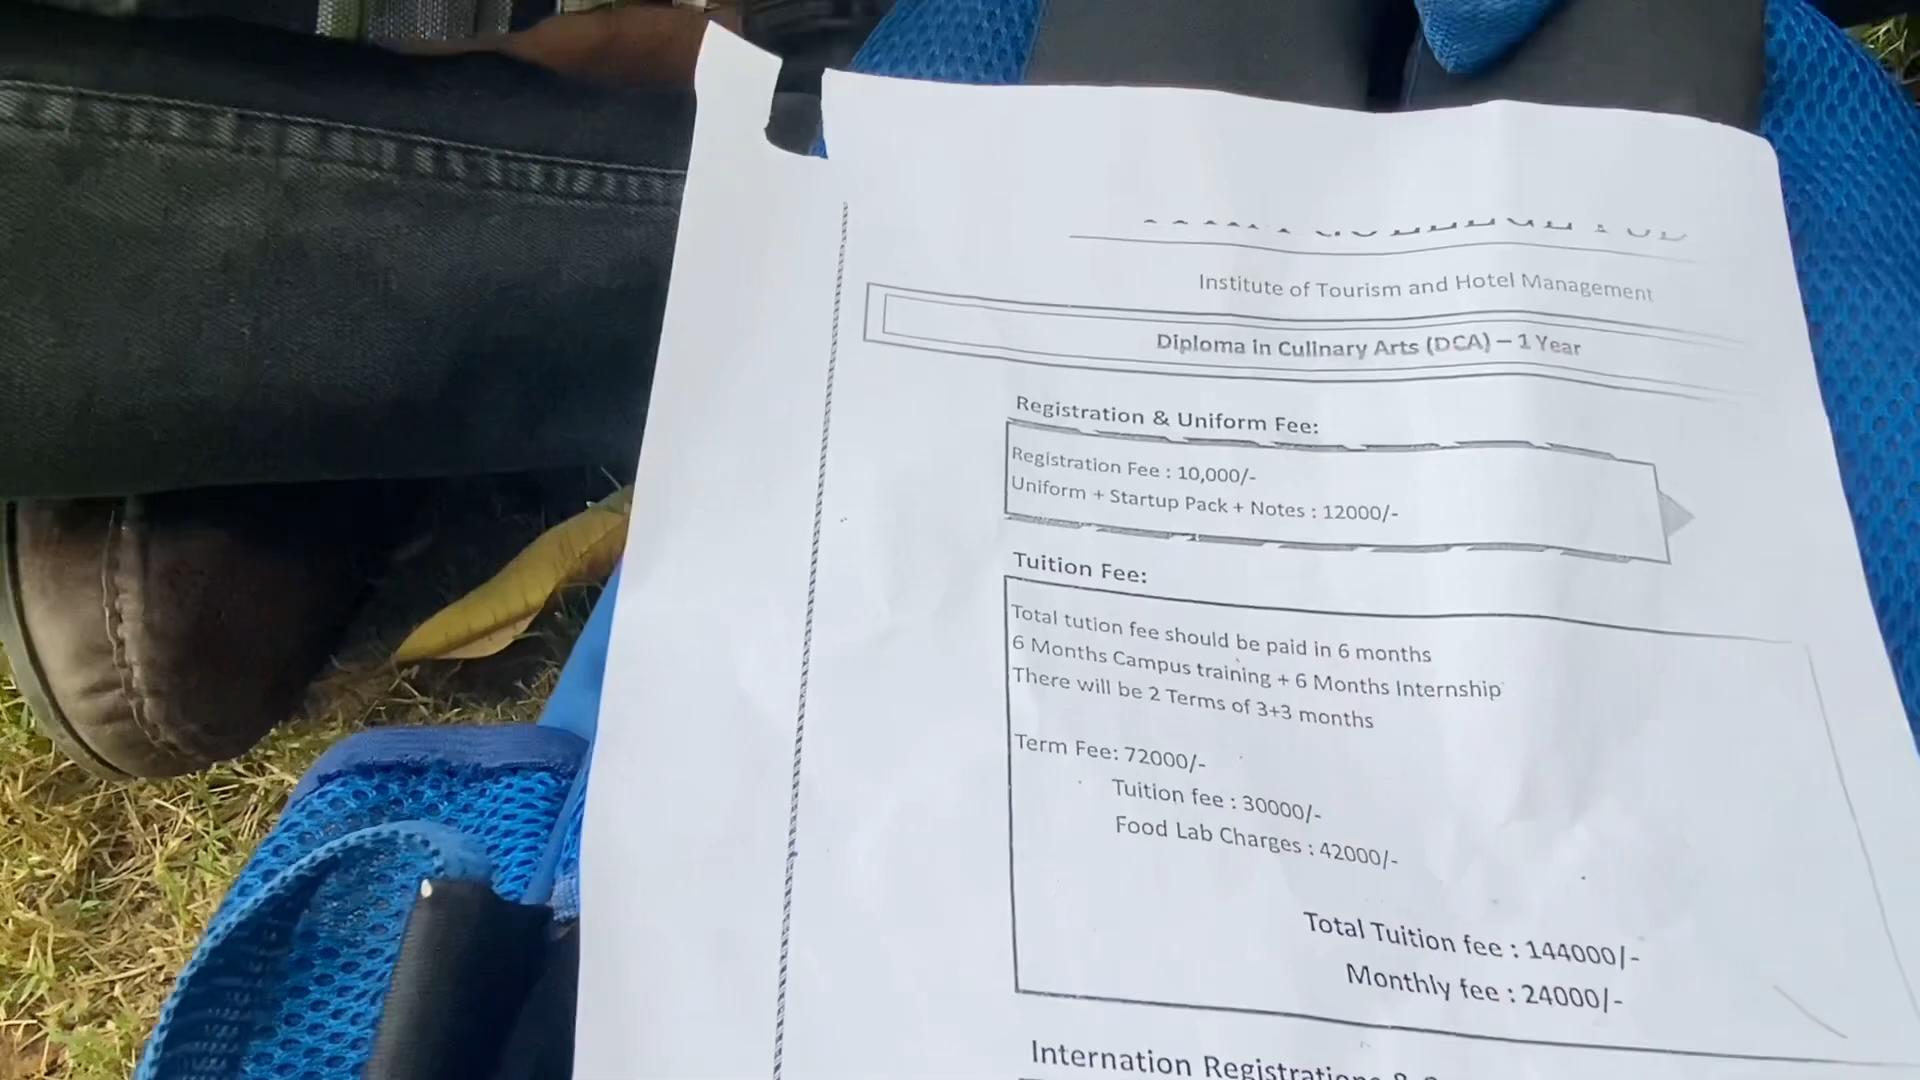 Institute of Tourism and Hotel Management
Diploma in Culinary Arts (DCA) – 1 Year
Registration & Uniform Fee:
Registration Fee : 10,000/-
Uniform + Startup Pack + Notes : 12000/-
Tuition Fee:
Total tution fee should be paid in 6 months
6 Months Campus training + 6 Months Internship
There will be 2 Terms of 3+3 months
Term Fee: 72000/-
Tuition fee : 30000/-
Food Lab Charges : 42000/-
Total Tuition fee : 144000/-
Monthly fee : 24000/-
Internation Registrations &